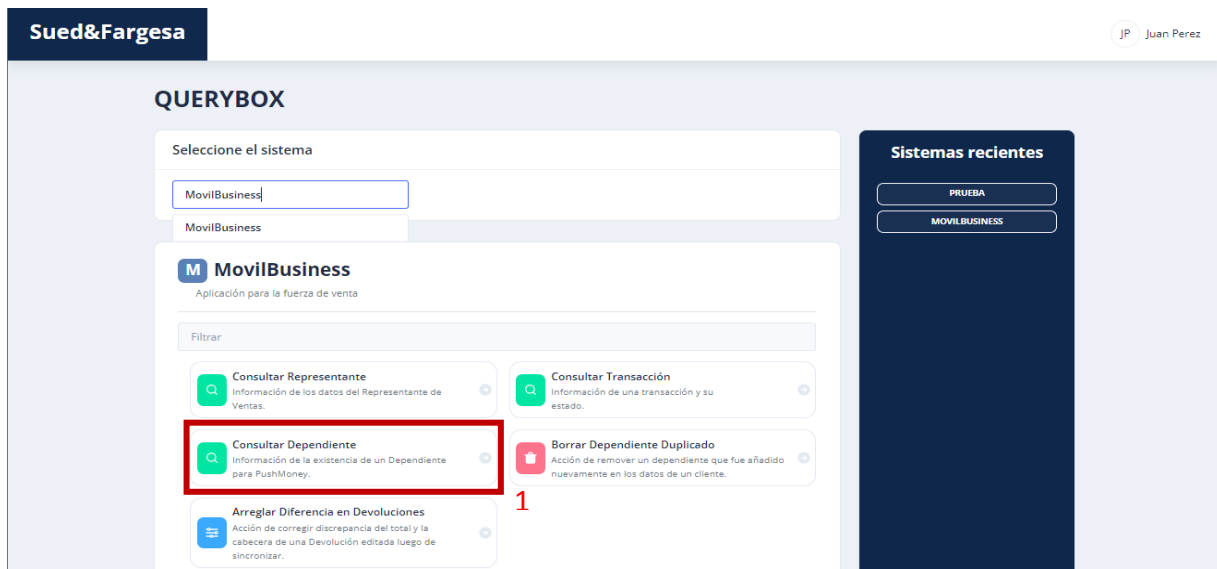 Sued&Fargesa
JP Juan Perez
QUERYBOX
Seleccione el sistema
MovilBusiness
MovilBusiness
Sistemas recientes
PRUEBA
MOVILBUSINESS
M MovilBusiness
Aplicación para la fuerza de venta
Filtrar
Consultar Representante
Información de los datos del Representante de
Ventas.
Consultar Transacción
Información de una transacción y su
estado.
Consultar Dependiente
Información de la existencia de un Dependiente
para PushMoney.
Borrar Dependiente Duplicado
Acción de remover un dependiente que fue añadido
nuevamente en los datos de un cliente.
1
Arreglar Diferencia en Devoluciones
Acción de corregir discrepancia del total y la
cabecera de una Devolución editada luego de
sincronizar.